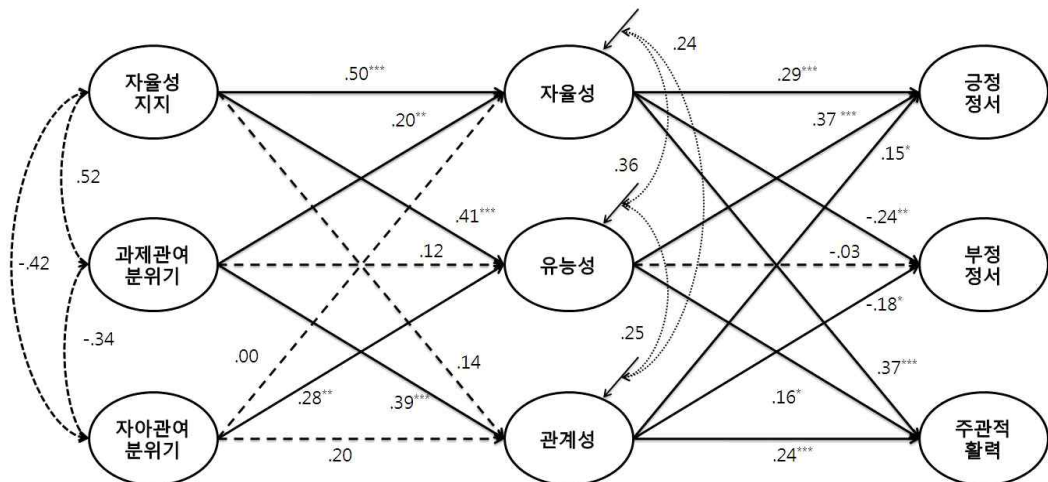 .24
자율성
지지
.50***
자율성
.29***
긍정
정서
.20**
.37 ***
.15*
.52
.36
.41***
-.24**
-.42
과제관여
분위기
.12
유능성
-.03
부정
정서
-.18*
-.34
.25
.00
.14
.37***
.28**
.39***
.16*
자아관여
분위기
.20
관계성
.24***
주관적
활력